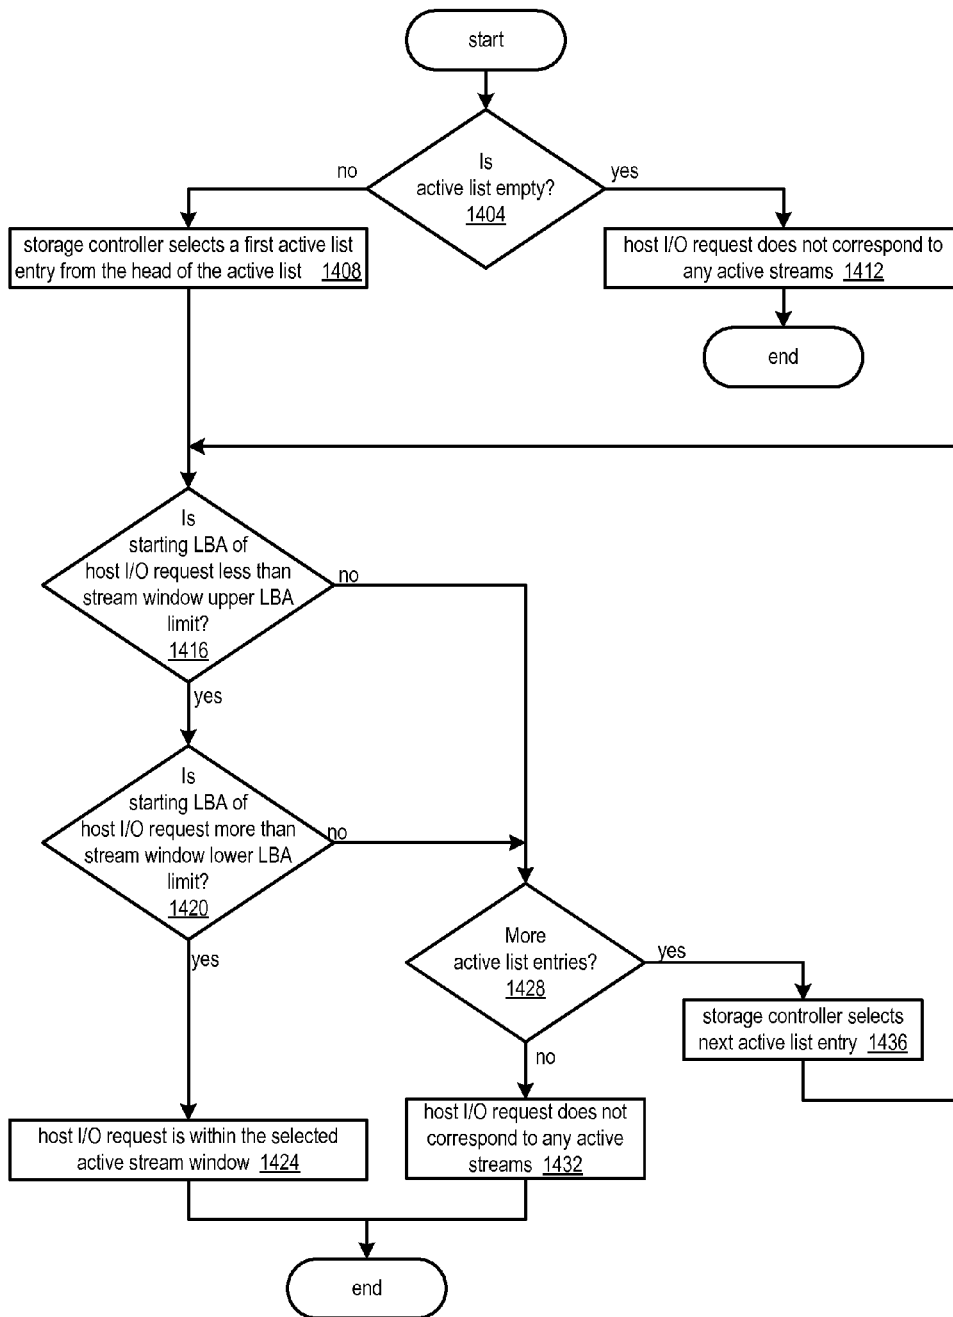 start
Is
active list empty?
1404
no
yes
storage controller selects a first active list
entry from the head of the active list 1408
host I/O request does not correspond to
any active streams 1412
end
Is
starting LBA of
host I/O request less than
stream window upper LBA
limit?
1416
no
yes
Is
starting LBA of
host I/O request more than
stream window lower LBA
limit?
1420
no
yes
More
active list entries?
1428
yes
no
storage controller selects
next active list entry 1436
host I/O request is within the selected
active stream window 1424
host I/O request does not
correspond to any active
streams 1432
end